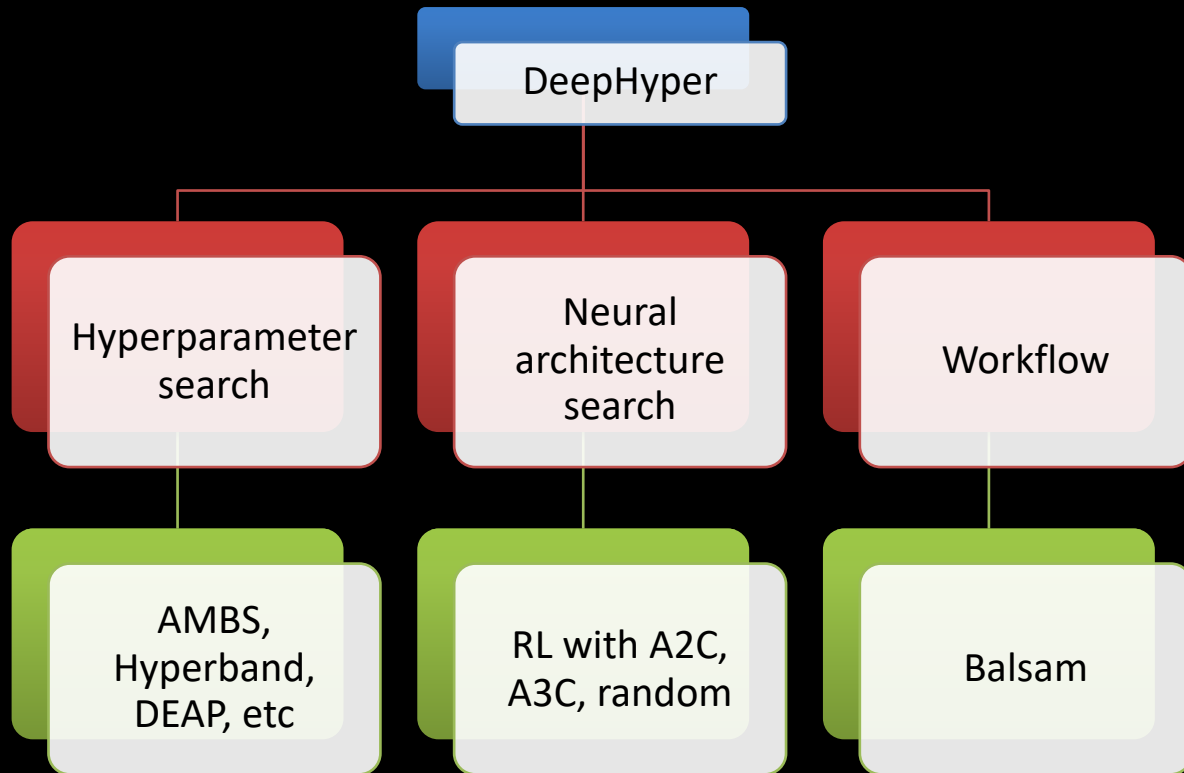 DeepHyper
Hyperparameter
search
Neural
architecture
search
Workflow
AMBS,
Hyperband,
DEAP, etc
RL with A2C,
A3C, random
Balsam